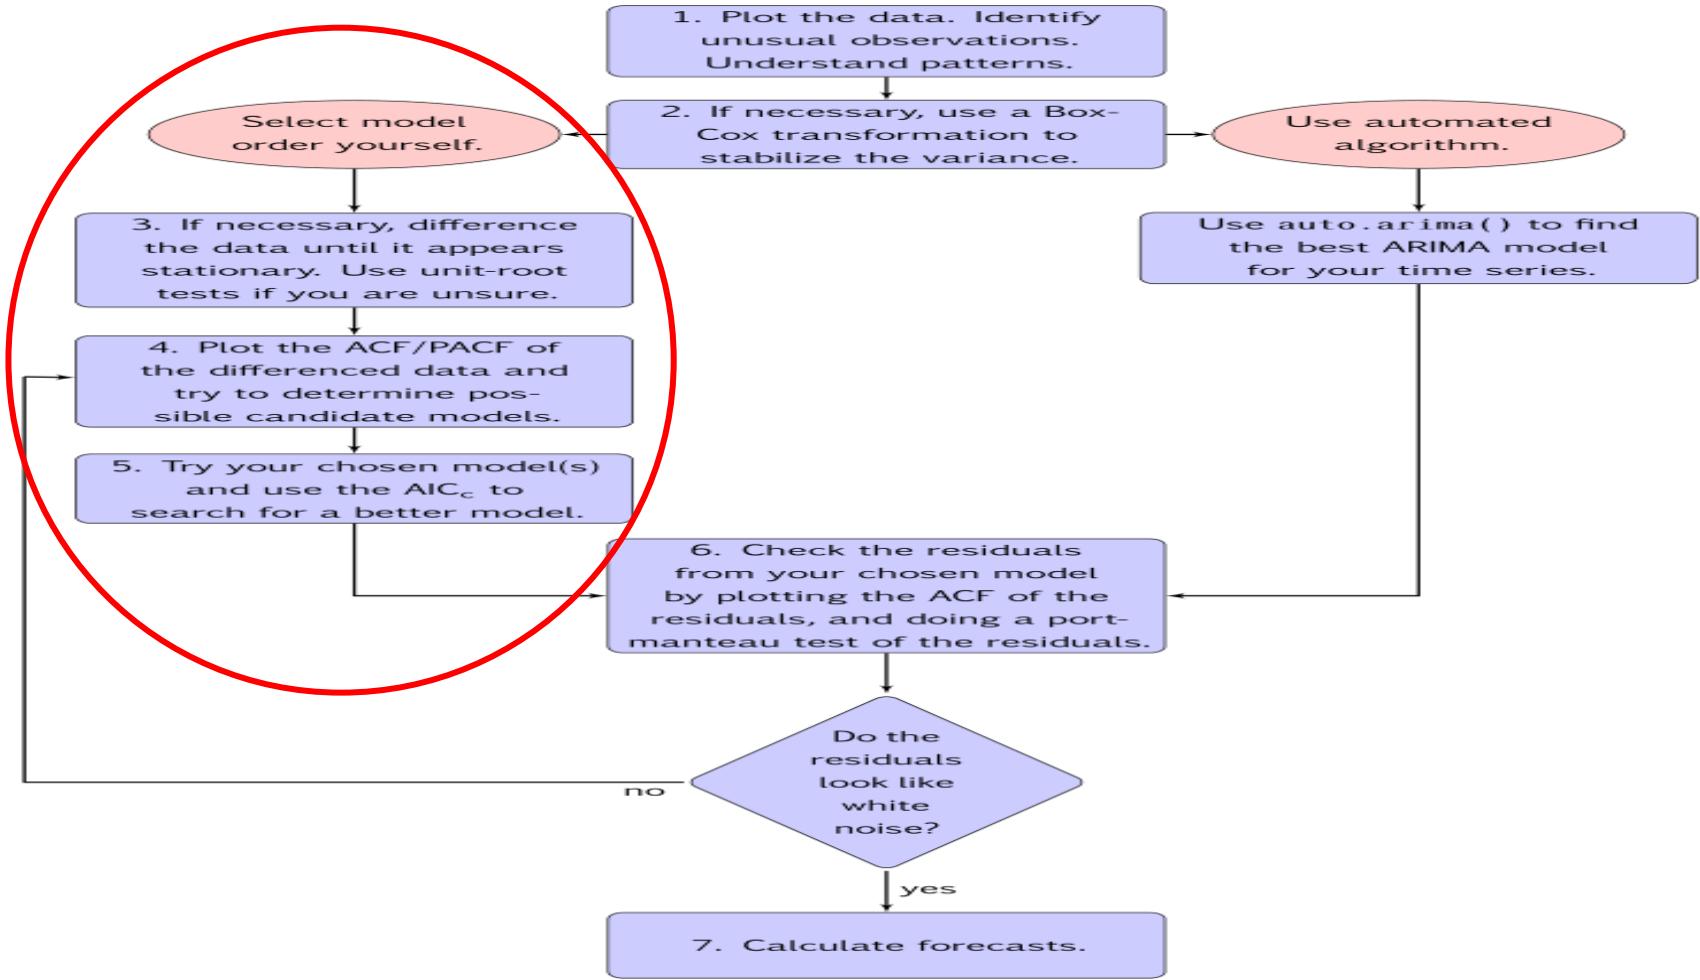 1. Plot the data. Identify
unusual observations.
Understand patterns.
2. If necessary, use a Box-
Cox transformation to
stabilize the variance.
Select model
order yourself.
Use automated
algorithm.
3. If necessary, difference
the data until it appears
stationary. Use unit-root
tests if you are unsure.
Use auto.arima() to find
the best ARIMA model
for your time series.
4. Plot the ACF/PACF of
the differenced data and
try to determine pos-
sible candidate models.
5. Try your chosen model(s)
and use the AICc to
search for a better model.
6. Check the residuals
from your chosen model
by plotting the ACF of the
residuals, and doing a port-
manteau test of the residuals.
Do the
residuals
look like
white
noise?
no
yes
7. Calculate forecasts.